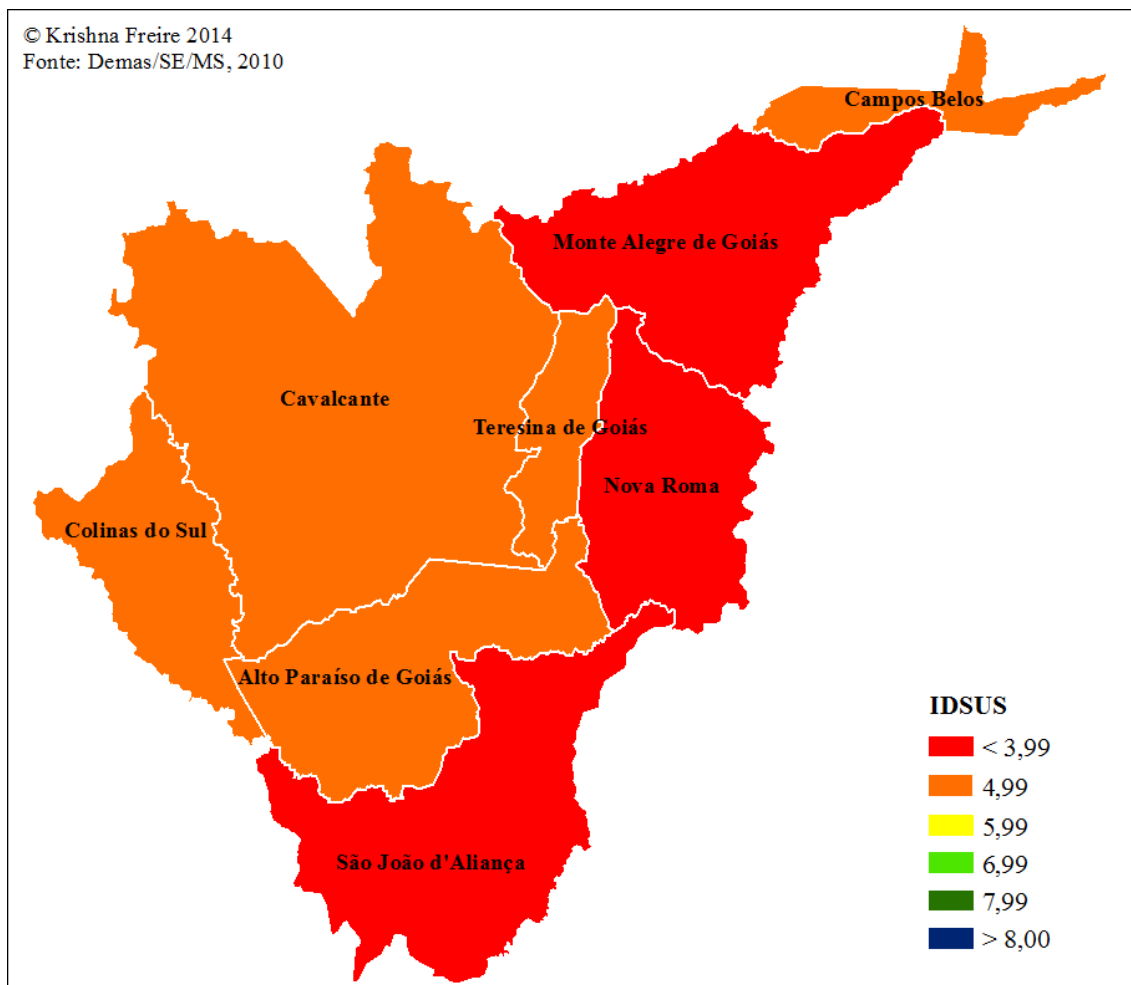 © Krishna Freire 2014
Fonte: Demas/SE/MS, 2010
Campos Belos
Monte Alegre de Goiás
Cavalcante
Teresina de Goiás
Nova Roma
Colinas do Sul
Alto Paraíso de Goiás
São João d'Aliança
IDSUS
< 3,99
4,99
5,99
6,99
7,99
> 8,00